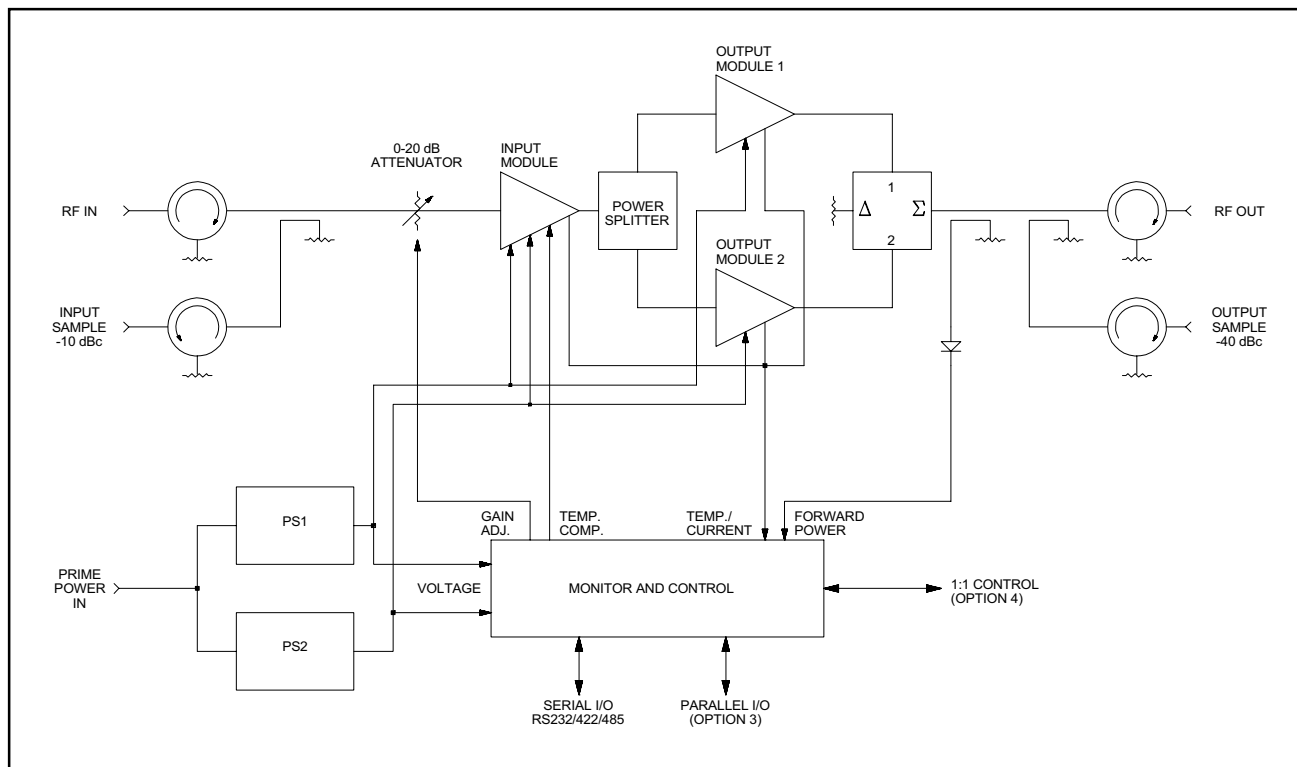 OUTPUT
MODULE 1
0-20 dB
ATTENUATOR
INPUT
MODULE
RF IN
POWER
SPLITTER
1
Δ Σ
2
RF OUT
OUTPUT
MODULE 2
INPUT
SAMPLE
-10 dBc
OUTPUT
SAMPLE
-40 dBc
PS1
GAIN
ADJ.
TEMP.
COMP.
TEMP./
CURRENT
FORWARD
POWER
PRIME
POWER
IN
VOLTAGE
MONITOR AND CONTROL
1:1 CONTROL
(OPTION 4)
PS2
SERIAL I/O
RS232/422/485
PARALLEL I/O
(OPTION 3)